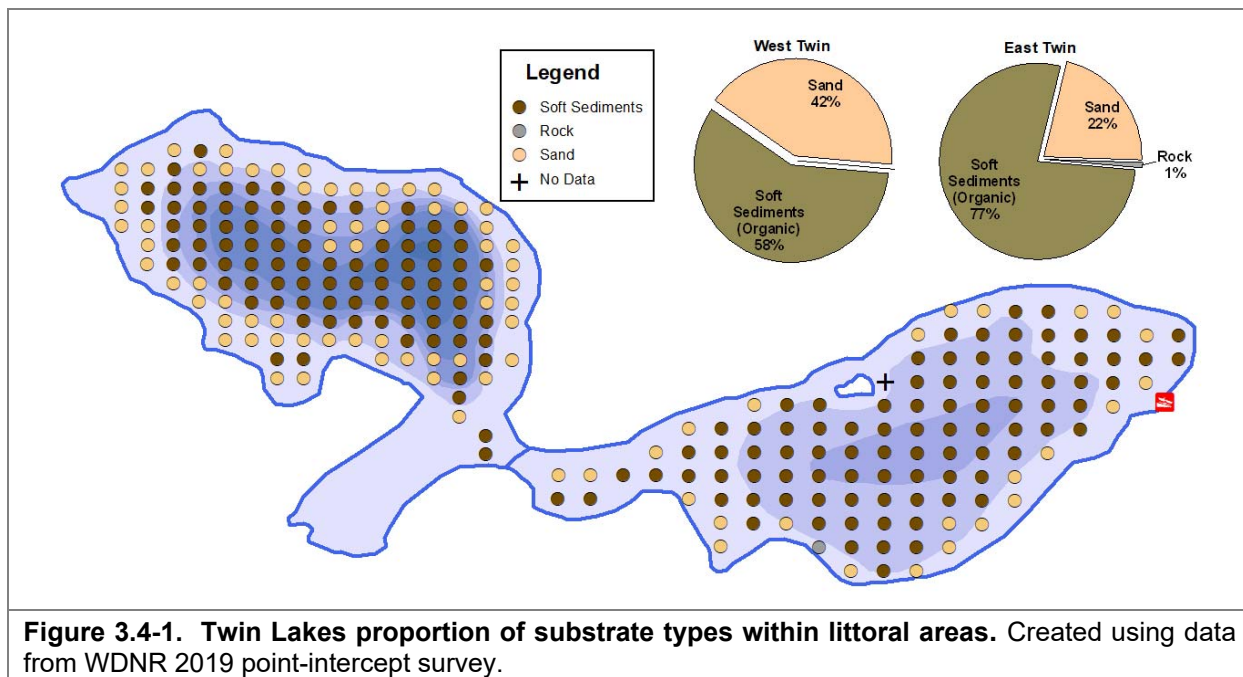 Legend
Soft Sediments
Rock
Sand
No Data
West Twin
Sand
42%
Soft
Sediments
(Organic)
58%
East Twin
Sand
22%
Rock
1%
Soft
Sediments
(Organic)
77%
Figure 3.4-1. Twin Lakes proportion of substrate types within littoral areas. Created using data
from WDNR 2019 point-intercept survey.